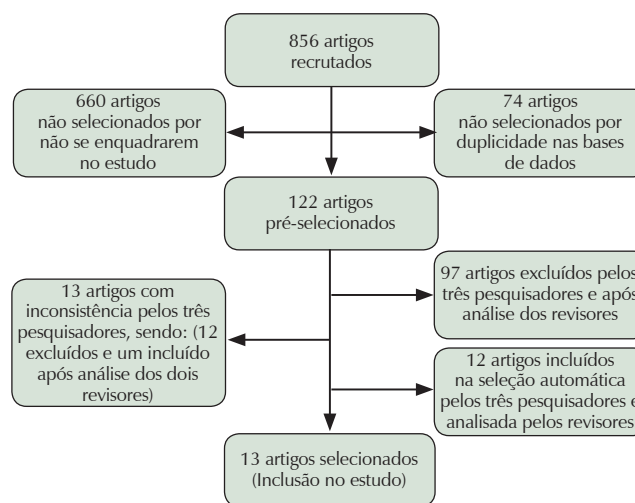 856 artigos
recrutados
660 artigos
não selecionados por
não se enquadrarem
no estudo
74 artigos
não selecionados por
duplicidade nas bases
de dados
122 artigos
pré-selecionados
97 artigos excluídos pelos
três pesquisadores e após
análise dos revisores
13 artigos com
inconsistência pelos três
pesquisadores, sendo: (12
excluídos e um incluído
após análise dos dois
revisores)
12 artigos incluídos
na seleção automática
pelos três pesquisadores e
analisada pelos revisores
13 artigos selecionados
(Inclusão no estudo)